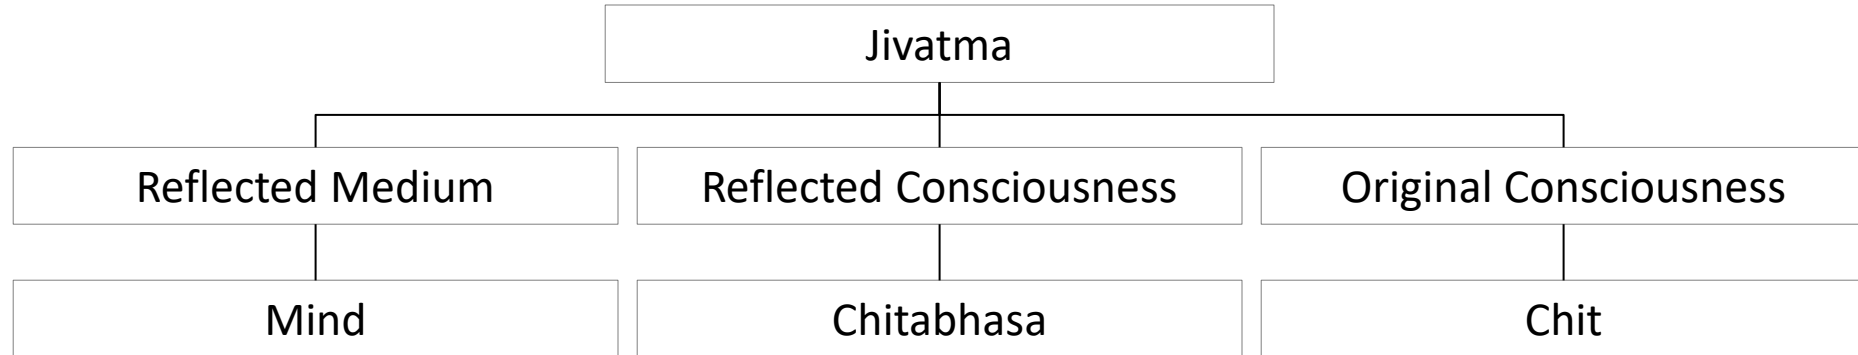 Jivatma
Reflected Medium
Reflected Consciousness
Original Consciousness
Mind
Chitabhasa
Chit